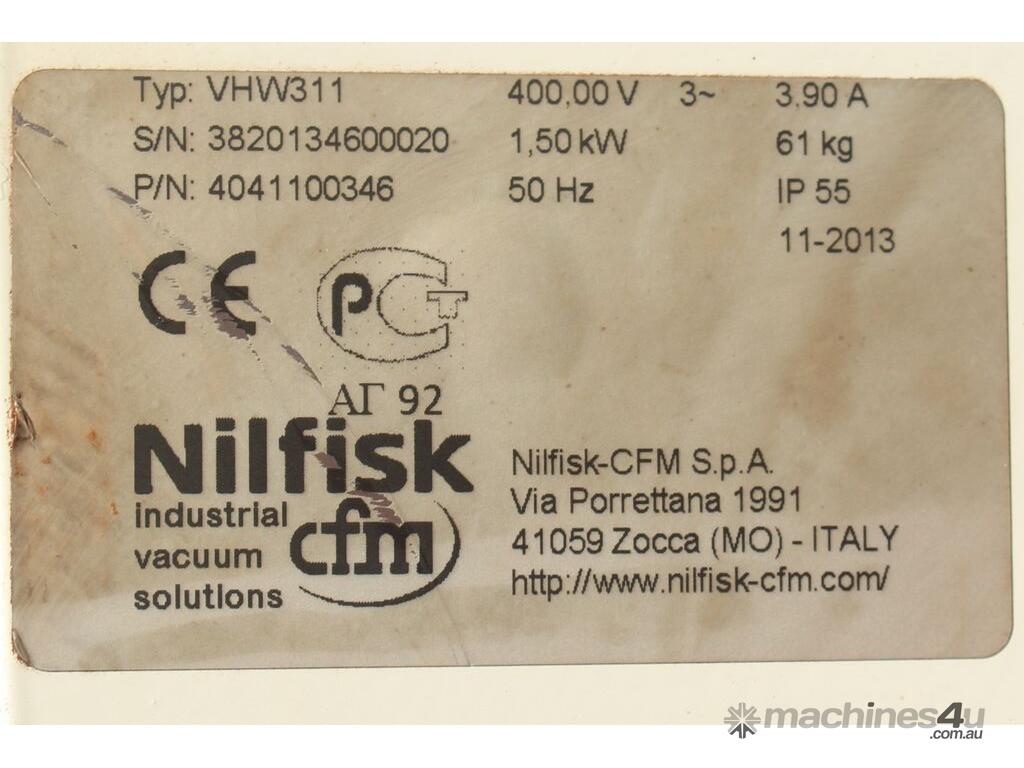 Typ: VHW311 400,00 V 3~ 3,90 A
S/N: 3820134600020 1,50 kW 61 kg
P/N: 4041100346 50 Hz IP 55
11-2013
CE PCT
АГ 92
Nilfisk
industrial
vacuum
solutions
cfm
Nilfisk-CFM S.p.A.
Via Porrettana 1991
41059 Zocca (MO) - ITALY
http://www.nilfisk-cfm.com/
machines4u
.com.au